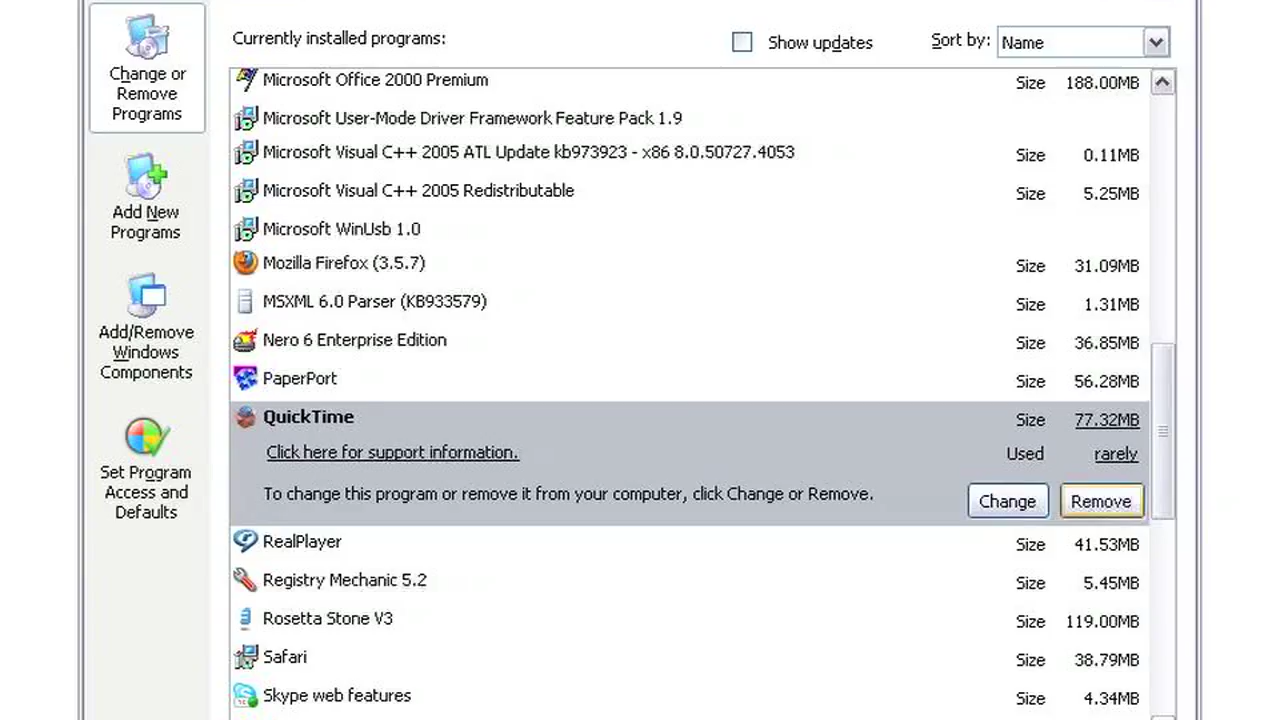 Currently installed programs:
Show updates
Sort by:
Name
Change or
Remove
Programs
Add New
Programs
Add/Remove
Windows
Components
Set Program
Access and
Defaults
Microsoft Office 2000 Premium Size 188.00MB
Microsoft User-Mode Driver Framework Feature Pack 1.9
Microsoft Visual C++ 2005 ATL Update kb973923 - x86 8.0.50727.4053 Size 0.11MB
Microsoft Visual C++ 2005 Redistributable Size 5.25MB
Microsoft WinUsb 1.0
Mozilla Firefox (3.5.7) Size 31.09MB
MSXML 6.0 Parser (KB933579) Size 1.31MB
Nero 6 Enterprise Edition Size 36.85MB
PaperPort Size 56.28MB
QuickTime Size 77.32MB
Click here for support information. Used rarely
To change this program or remove it from your computer, click Change or Remove. Change Remove
RealPlayer Size 41.53MB
Registry Mechanic 5.2 Size 5.45MB
Rosetta Stone V3 Size 119.00MB
Safari Size 38.79MB
Skype web features Size 4.34MB